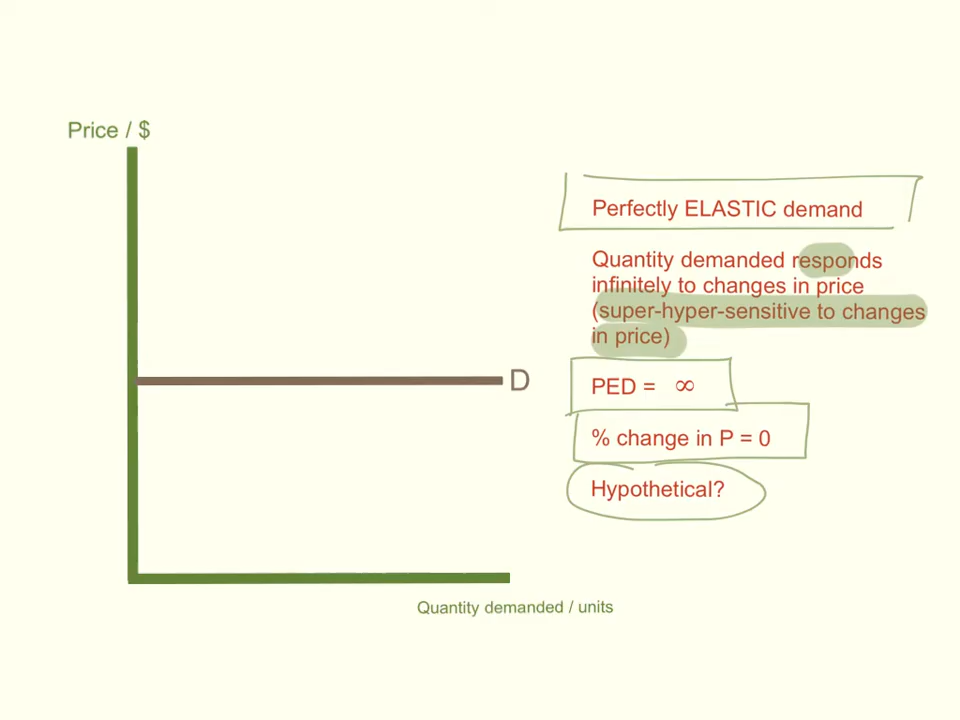 Price / $
Perfectly ELASTIC demand
Quantity demanded responds
infinitely to changes in price
(super-hyper-sensitive to changes
in price)
D
PED = ∞
% change in P = 0
Hypothetical?
Quantity demanded / units